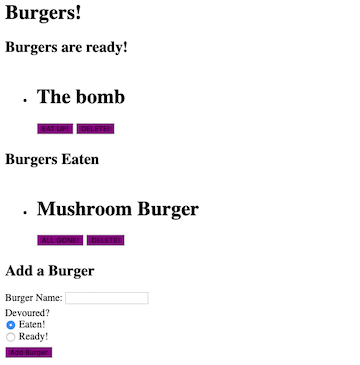 Burgers!
Burgers are ready!
The bomb
EAT UP! DELETE!
Burgers Eaten
Mushroom Burger
ALL GONE! DELETE!
Add a Burger
Burger Name:
Devoured?
Eaten!
Ready!
Add Burger